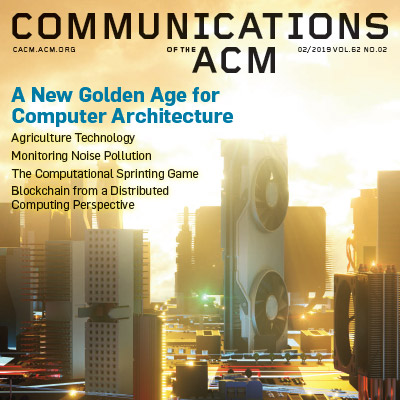 COMMUNICATIONS
CACM.ACM.ORG OF THE ACM 02/2019 VOL.62 NO.02
A New Golden Age for
Computer Architecture
Agriculture Technology
Monitoring Noise Pollution
The Computational Sprinting Game
Blockchain from a Distributed
Computing Perspective